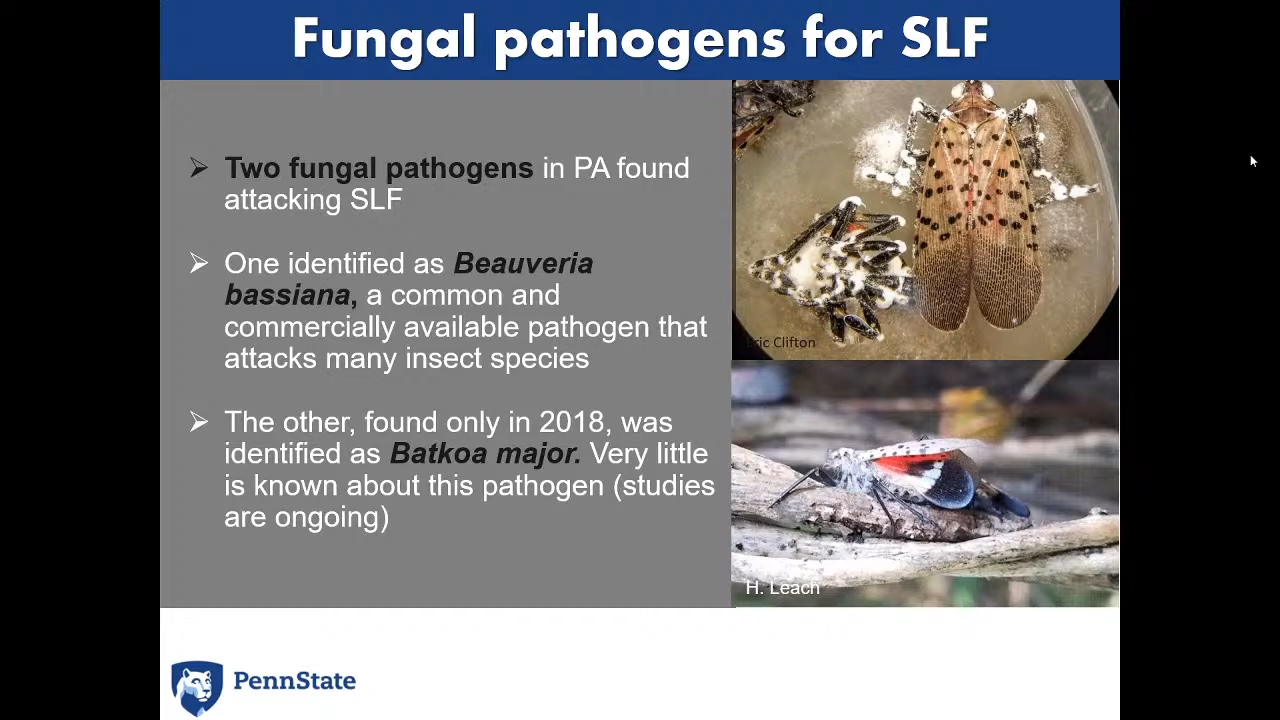 Fungal pathogens for SLF
➢ Two fungal pathogens in PA found
attacking SLF
➢ One identified as Beauveria
bassiana, a common and
commercially available pathogen that
attacks many insect species
➢ The other, found only in 2018, was
identified as Batkoa major. Very little
is known about this pathogen (studies
are ongoing)
Eric Clifton
H. Leach
PennState